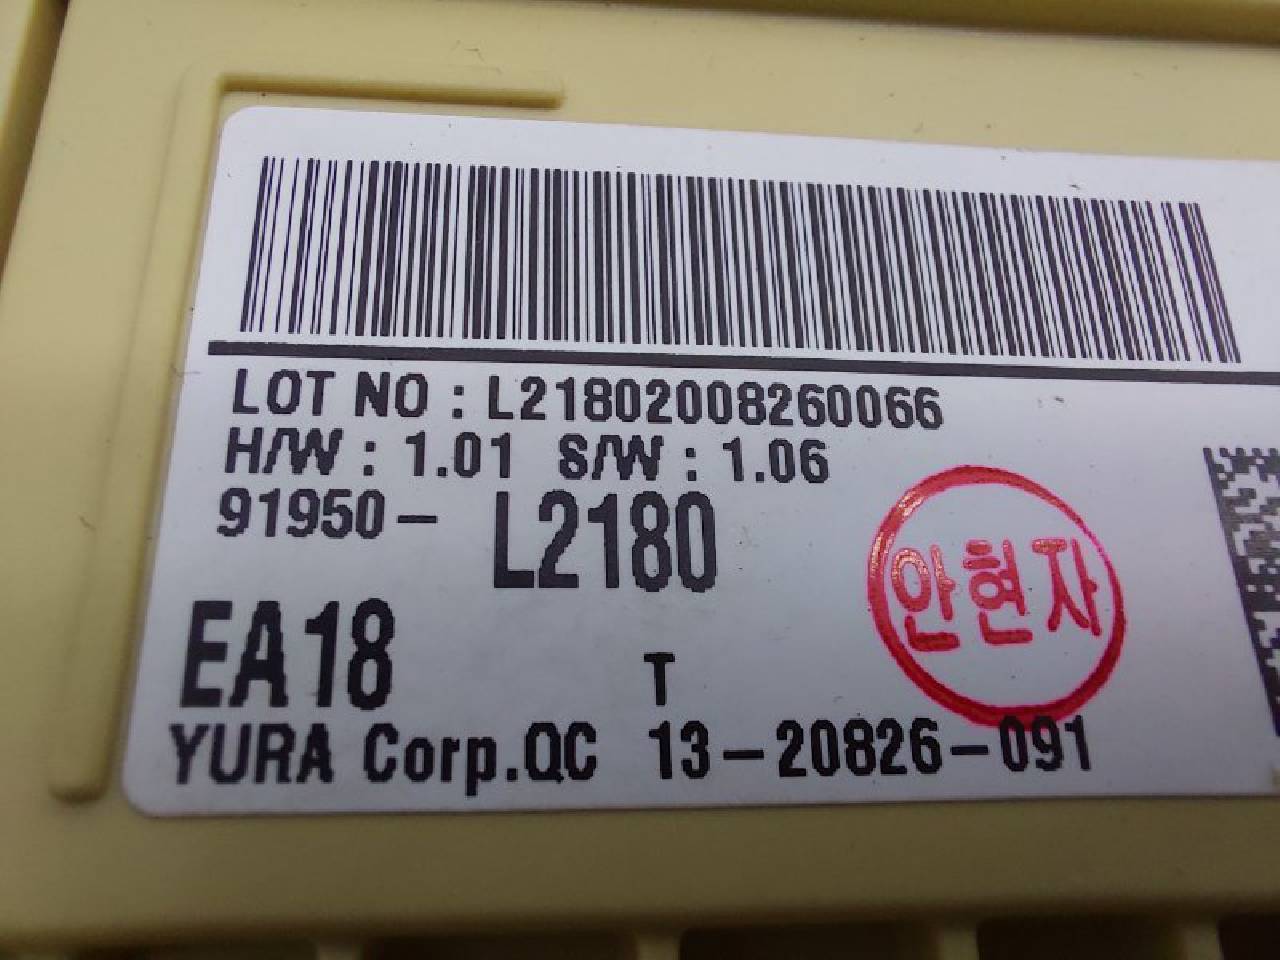 LOT NO : L21802008260066
H/W : 1.01 S/W : 1.06
91950- L2180
안현자
EA18
T
YURA Corp.QC 13-20826-091